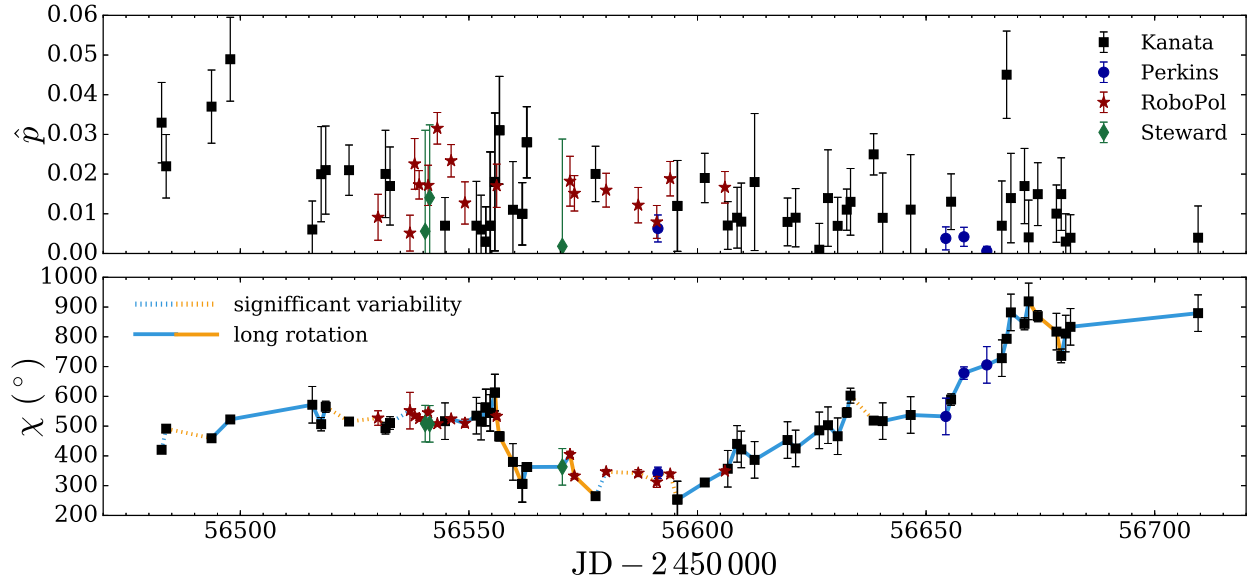 0.06
0.05
0.04
0.03
0.02
0.01
0.00
p̂
Kanata
Perkins
RoboPol
Steward
1000
900
800
700
600
500
400
300
200
χ (°)
signifficant variability
long rotation
56500 56550 56600 56650 56700
JD − 2 450 000